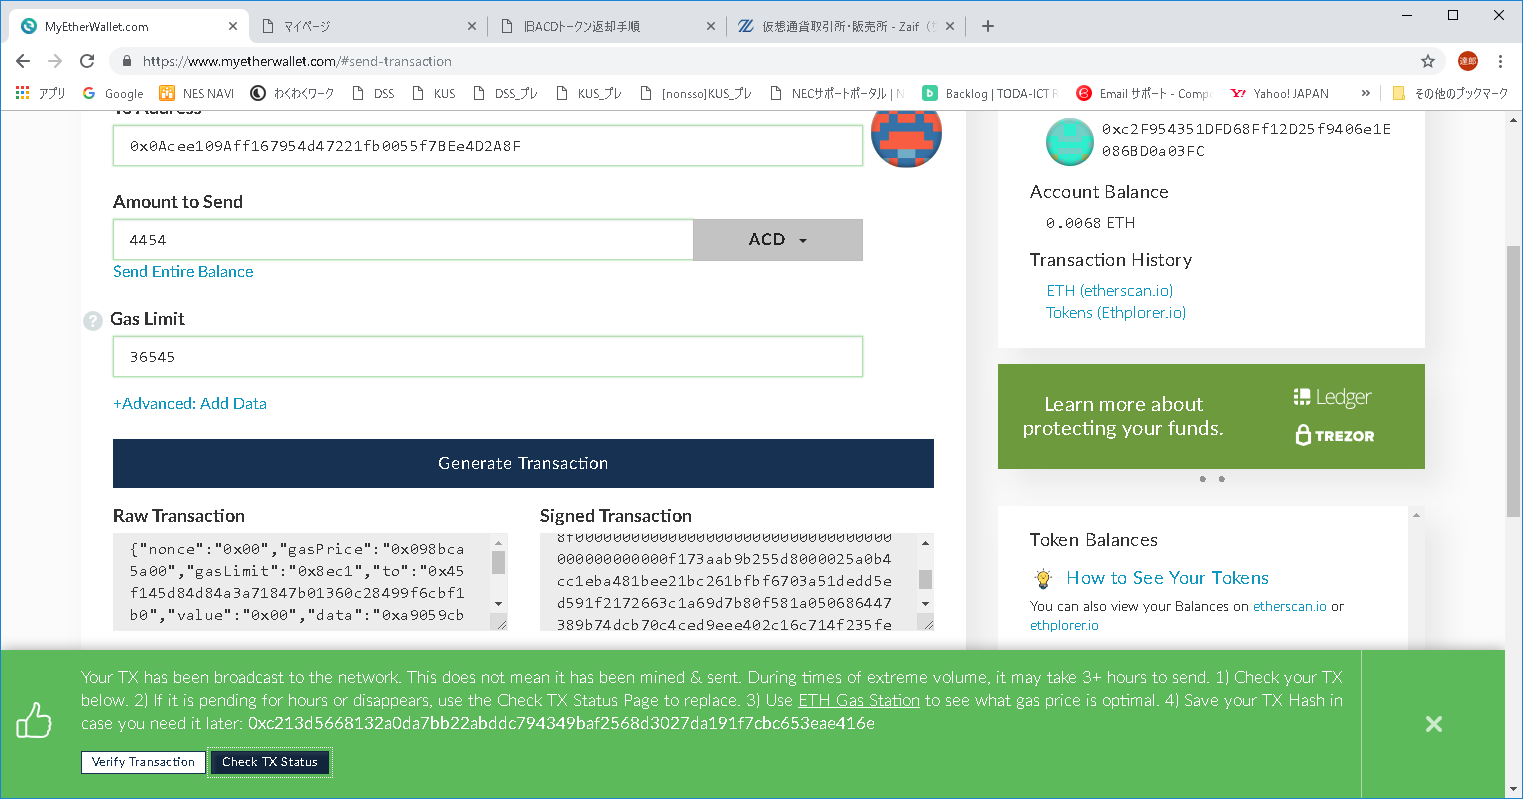 MyEtherWallet.com
マイページ
旧ACDトークン返却手順
仮想通貨取引所・販売所 - Zaif
https://www.myetherwallet.com/#send-transaction
達郎
アプリ
Google
NES NAVI
わくわくワーク
DSS
KUS
DSS_プレ
KUS_プレ
[nonsso]KUS_プレ
NECサポートポータル | N
Backlog | TODA-ICT R
Email サポート - Compu
Yahoo! JAPAN
»
その他のブックマーク
To Address
0x0Acee109Aff167954d47221fb0055f7BEe4D2A8F
Amount to Send
4454
ACD
Send Entire Balance
? Gas Limit
36545
+Advanced: Add Data
Generate Transaction
Raw Transaction
{"nonce":"0x00","gasPrice":"0x098bca
5a00","gasLimit":"0x8ec1","to":"0x45
f145d84d84a3a71847b01360c28499f6cbf1
b0","value":"0x00","data":"0xa9059cb
Signed Transaction
8f0000000000000000000000000000000000
000000000000f173aab9b255d8000025a0b4
cc1eba481bee21bc261bfbf6703a51dedd5e
d591f2172663c1a69d7b80f581a050686447
389b74dcb70c4ced9eee402c16c714f235fe
0xc2F954351DFD68Ff12D25f9406e1E
086BD0a03FC
Account Balance
0.0068 ETH
Transaction History
ETH (etherscan.io)
Tokens (Ethplorer.io)
Learn more about
protecting your funds.
Ledger
TREZOR
Token Balances
How to See Your Tokens
You can also view your Balances on etherscan.io or
ethplorer.io
Your TX has been broadcast to the network. This does not mean it has been mined & sent. During times of extreme volume, it may take 3+ hours to send. 1) Check your TX
below. 2) If it is pending for hours or disappears, use the Check TX Status Page to replace. 3) Use ETH Gas Station to see what gas price is optimal. 4) Save your TX Hash in
case you need it later: 0xc213d5668132a0da7bb22abddc794349baf2568d3027da191f7cbc653eae416e
Verify Transaction
Check TX Status